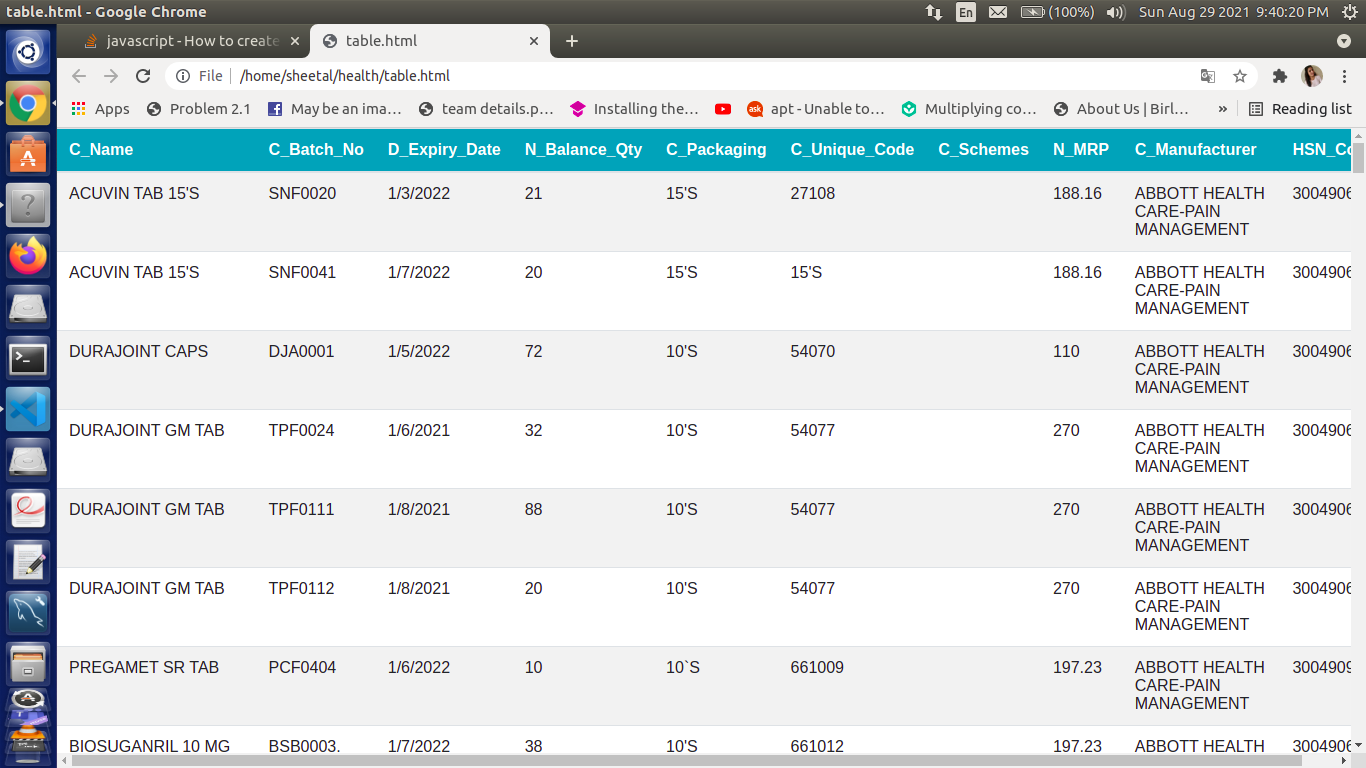 table.html - Google Chrome En (100%) Sun Aug 29 2021 9:40:20 PM
javascript - How to create table.html
File /home/sheetal/health/table.html
Apps Problem 2.1 May be an ima… team details.p… Installing the… ask apt - Unable to… Multiplying co… About Us | Birl… » Reading list
C_Name C_Batch_No D_Expiry_Date N_Balance_Qty C_Packaging C_Unique_Code C_Schemes N_MRP C_Manufacturer HSN_Co
ACUVIN TAB 15'S SNF0020 1/3/2022 21 15'S 27108 188.16 ABBOTT HEALTH 3004906
CARE-PAIN
MANAGEMENT
ACUVIN TAB 15'S SNF0041 1/7/2022 20 15'S 15'S 188.16 ABBOTT HEALTH 3004906
CARE-PAIN
MANAGEMENT
DURAJOINT CAPS DJA0001 1/5/2022 72 10'S 54070 110 ABBOTT HEALTH 3004906
CARE-PAIN
MANAGEMENT
DURAJOINT GM TAB TPF0024 1/6/2021 32 10'S 54077 270 ABBOTT HEALTH 3004906
CARE-PAIN
MANAGEMENT
DURAJOINT GM TAB TPF0111 1/8/2021 88 10'S 54077 270 ABBOTT HEALTH 3004906
CARE-PAIN
MANAGEMENT
DURAJOINT GM TAB TPF0112 1/8/2021 20 10'S 54077 270 ABBOTT HEALTH 3004906
CARE-PAIN
MANAGEMENT
PREGAMET SR TAB PCF0404 1/6/2022 10 10`S 661009 197.23 ABBOTT HEALTH 3004909
CARE-PAIN
MANAGEMENT
BIOSUGANRIL 10 MG BSB0003. 1/7/2022 38 10'S 661012 197.23 ABBOTT HEALTH 3004906